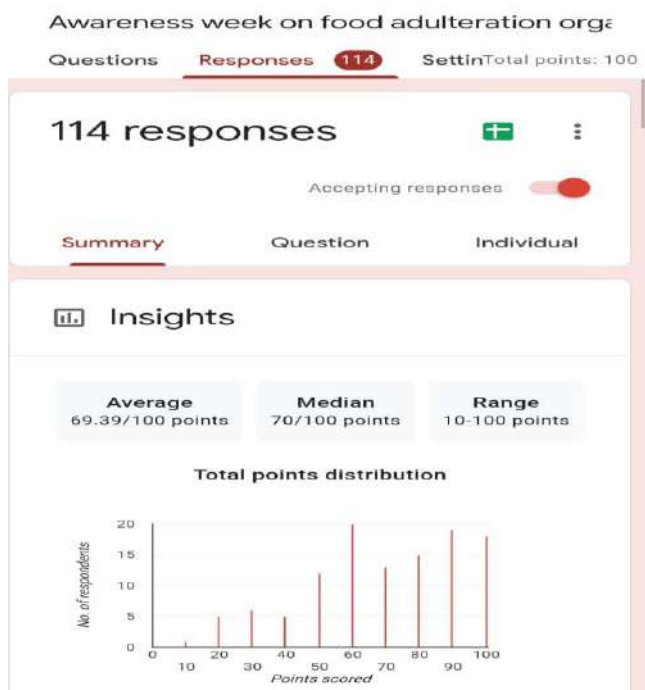 Awareness week on food adulteration orga
Questions Responses 114 SettinTotal points: 100
114 responses
Accepting responses
Summary Question Individual
Insights
Average Median Range
69.39/100 points 70/100 points 10-100 points
Total points distribution
No. of respondents
20
15
10
5
0
0 20 40 60 80 100
10 30 50 70 90
Points scored